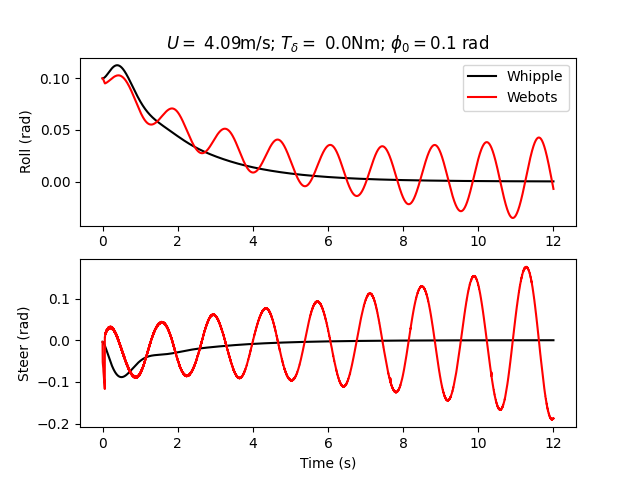 U = 4.09m/s; T_δ = 0.0Nm; ϕ_0 = 0.1 rad
Whipple
Webots
Roll (rad)
0.10
0.05
0.00
0 2 4 6 8 10 12
Steer (rad)
0.1
0.0
−0.1
−0.2
0 2 4 6 8 10 12
Time (s)